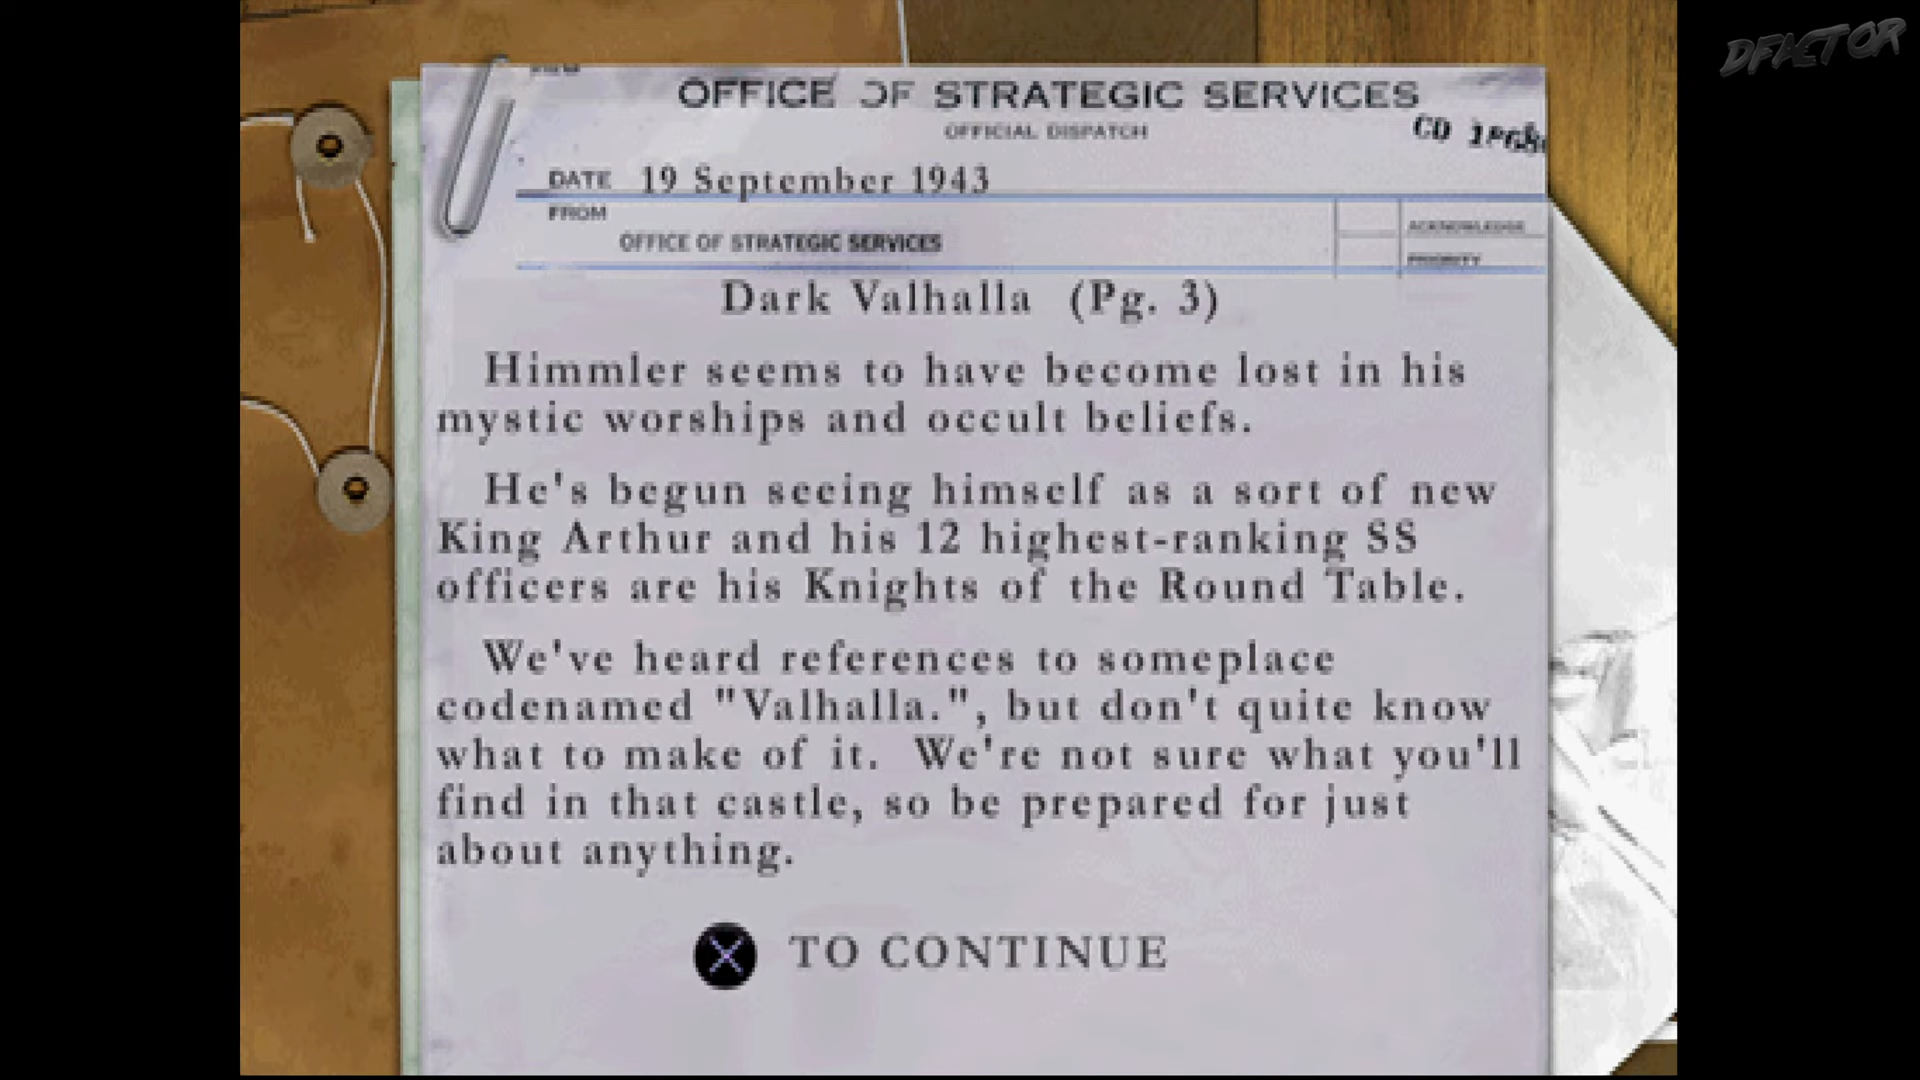 DFACTOR
OFFICE OF STRATEGIC SERVICES
OFFICIAL DISPATCH
CD
DATE 19 September 1943
FROM
OFFICE OF STRATEGIC SERVICES
ACKNOWLEDGE
PRIORITY
Dark Valhalla (Pg. 3)
Himmler seems to have become lost in his
mystic worships and occult beliefs.
He's begun seeing himself as a sort of new
King Arthur and his 12 highest-ranking SS
officers are his Knights of the Round Table.
We've heard references to someplace
codenamed "Valhalla.", but don't quite know
what to make of it. We're not sure what you'll
find in that castle, so be prepared for just
about anything.
TO CONTINUE